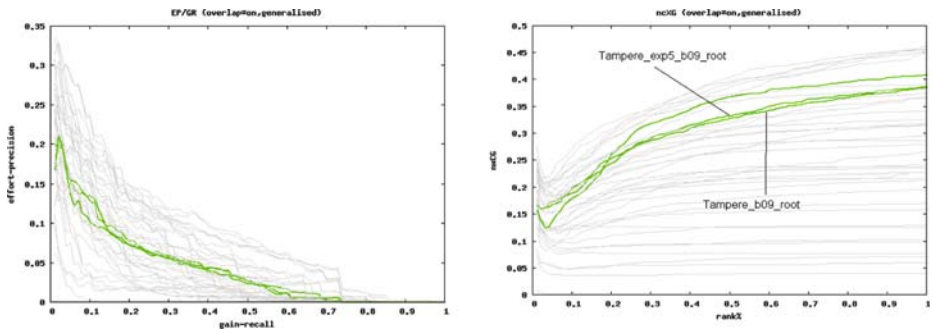 EP/GR (overlap=on,generalised)
0.35
0.3
0.25
0.2
0.15
0.1
0.05
0
effort-precision
0 0.1 0.2 0.3 0.4 0.5 0.6 0.7 0.8 0.9 1
gain-recall
ncXG (overlap=on,generalised)
0.5
0.45
0.4
0.35
0.3
0.25
0.2
0.15
0.1
0.05
0
nxCG
Tampere_exp5_b09_root
Tampere_b09_root
0 0.1 0.2 0.3 0.4 0.5 0.6 0.7 0.8 0.9 1
rank%